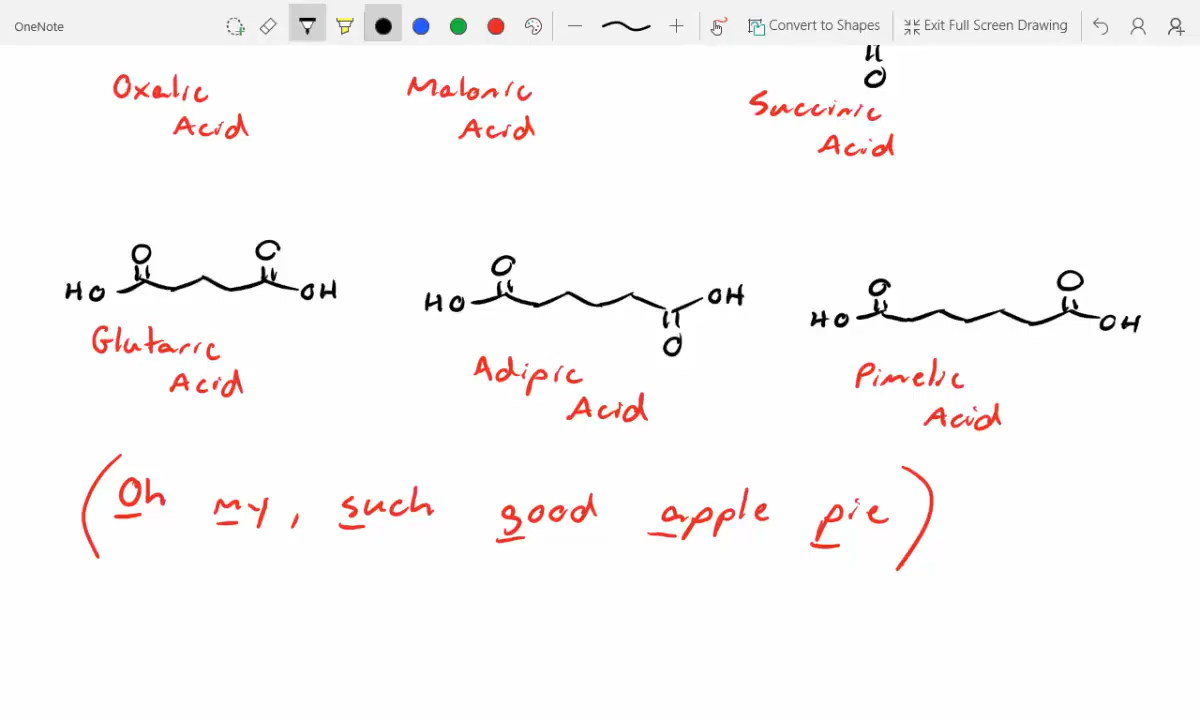 OneNote
Convert to Shapes
Exit Full Screen Drawing
H
O
Oxalic
Acid
Malonic
Acid
Succinic
Acid
O
O
HO
OH
Glutaric
Acid
O
HO
OH
O
Adipic
Acid
O
O
HO
OH
Pimelic
Acid
(Oh my, such good apple pie)